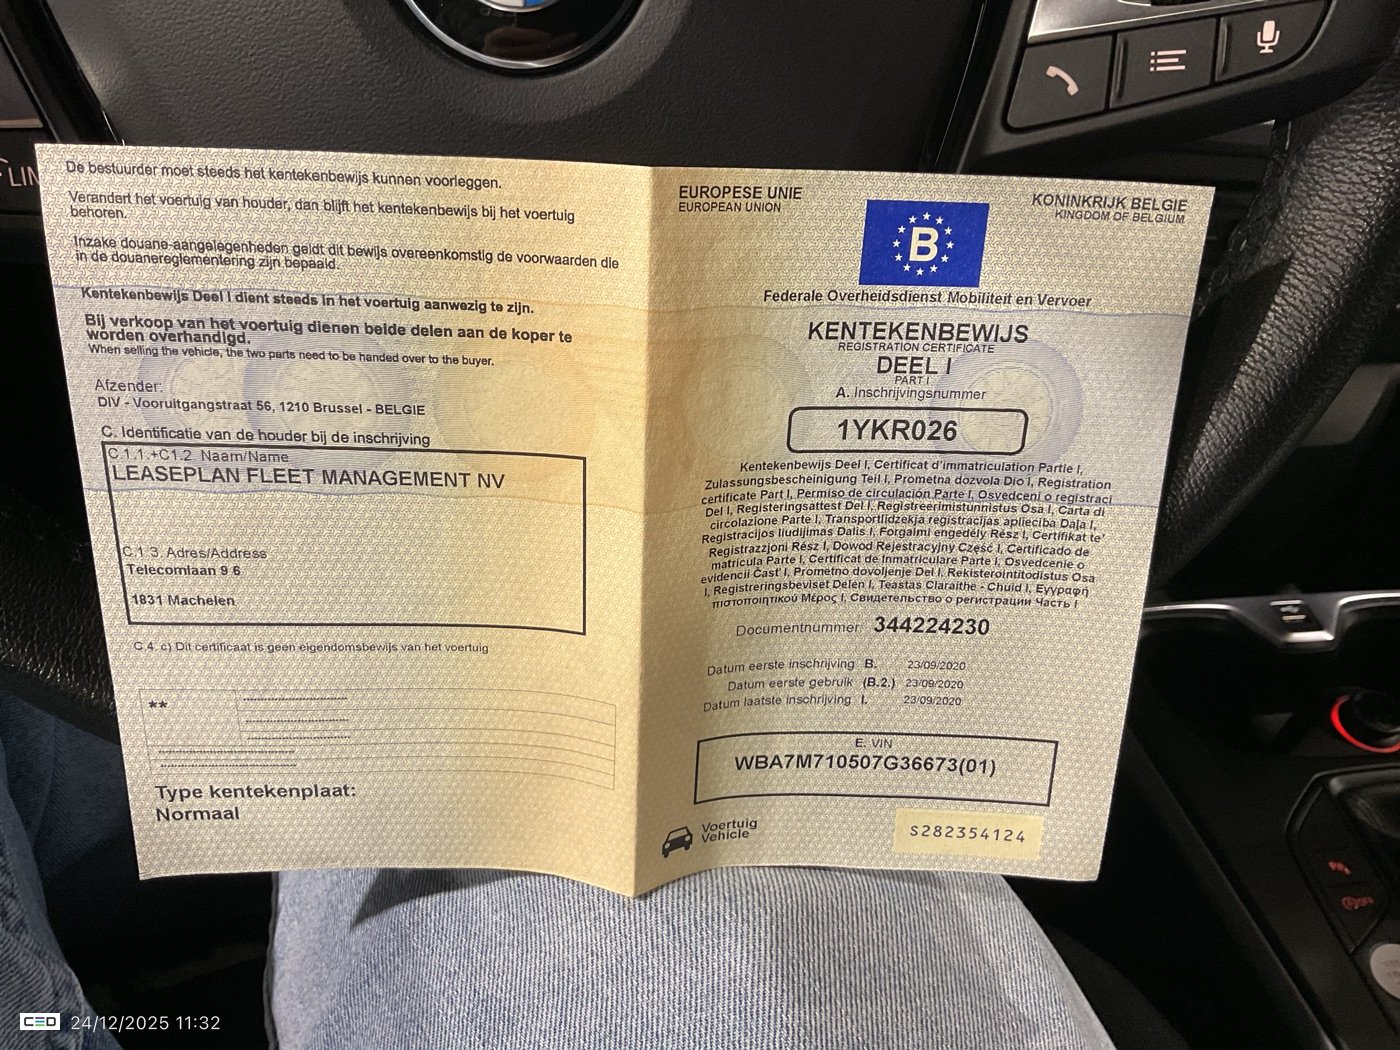 LIM
De bestuurder moet steeds het kentekenbewijs kunnen voorleggen.
Verandert het voertuig van houder, dan blijft het kentekenbewijs bij het voertuig
behoren.
Inzake douane-aangelegenheden geldt dit bewijs overeenkomstig de voorwaarden die
in de douanereglementering zijn bepaald.
Kentekenbewijs Deel I dient steeds in het voertuig aanwezig te zijn.
Bij verkoop van het voertuig dienen beide delen aan de koper te
worden overhandigd.
When selling the vehicle, the two parts need to be handed over to the buyer.
Afzender:
DIV - Vooruitgangstraat 56, 1210 Brussel - BELGIE
C. Identificatie van de houder bij de inschrijving
C.1.1.+C1.2 Naam/Name
LEASEPLAN FLEET MANAGEMENT NV
C.1.3. Adres/Address
Telecomlaan 9 6
1831 Machelen
C.4. c) Dit certificaat is geen eigendomsbewijs van het voertuig
**
Type kentekenplaat:
Normaal
EUROPESE UNIE
EUROPEAN UNION
B
KONINKRIJK BELGIE
KINGDOM OF BELGIUM
Federale Overheidsdienst Mobiliteit en Vervoer
KENTEKENBEWIJS
REGISTRATION CERTIFICATE
DEEL I
PART I
A. Inschrijvingsnummer
1YKR026
Kentekenbewijs Deel I, Certificat d'immatriculation Partie I,
Zulassungsbescheinigung Teil I, Prometna dozvola Dio I, Registration
certificate Part I, Permiso de circulación Parte I, Osvedceni o registraci
Del I, Registeringsattest Del I, Registreerimistunnistus Osa I, Carta di
circolazione Parte I, Transportlidzekja registracijas apliecíba Daļa I,
Registracijos liudijimas Dalis I, Forgalmi engedély Rész I, Certifikat te'
Registrazzjoni Rész I, Dowod Rejestracyjny Część I, Certificado de
matrícula Parte I, Certificat de Inmatriculare Parte I, Osvedcenie o
evidencii Čast' I, Prometno dovoljenje Del I, Rekisterointitodistus Osa
I, Registreringsbeviset Delen I, Teastas Claraithe - Chuid I, Εγγραφή
πιστοποιητικού Μέρος I, Свидетельство о регистрации Часть I
Documentnummer: 344224230
Datum eerste inschrijving B. 23/09/2020
Datum eerste gebruik (B.2.) 23/09/2020
Datum laatste inschrijving I. 23/09/2020
E. VIN
WBA7M710507G36673(01)
Voertuig
Vehicle
S282354124
CED 24/12/2025 11:32